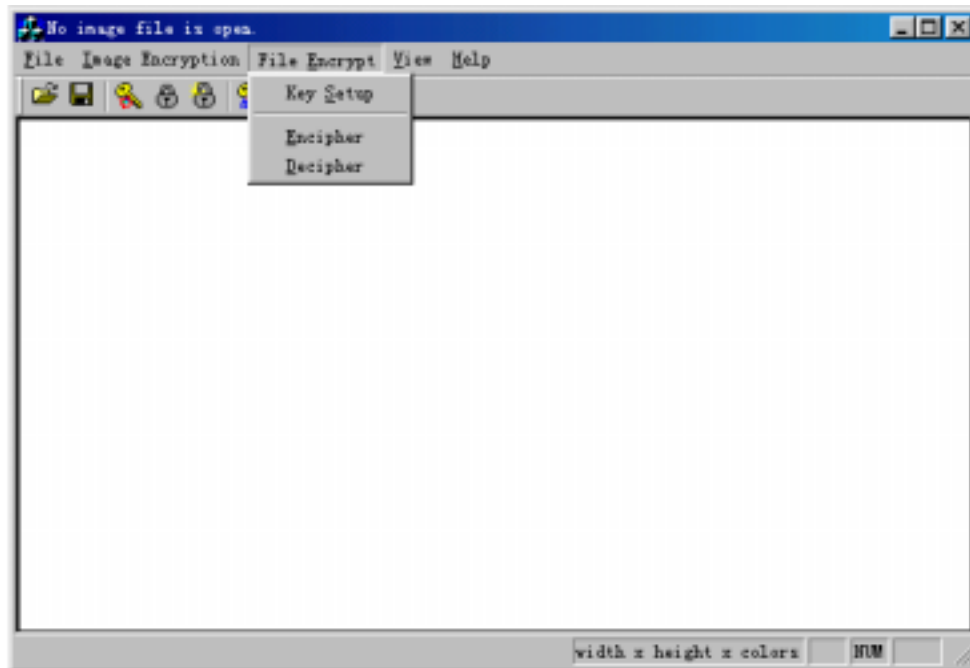 No image file is open.
File Image Encryption File Encrypt View Help
Key Setup
Encipher
Decipher
width x height x colors NUM